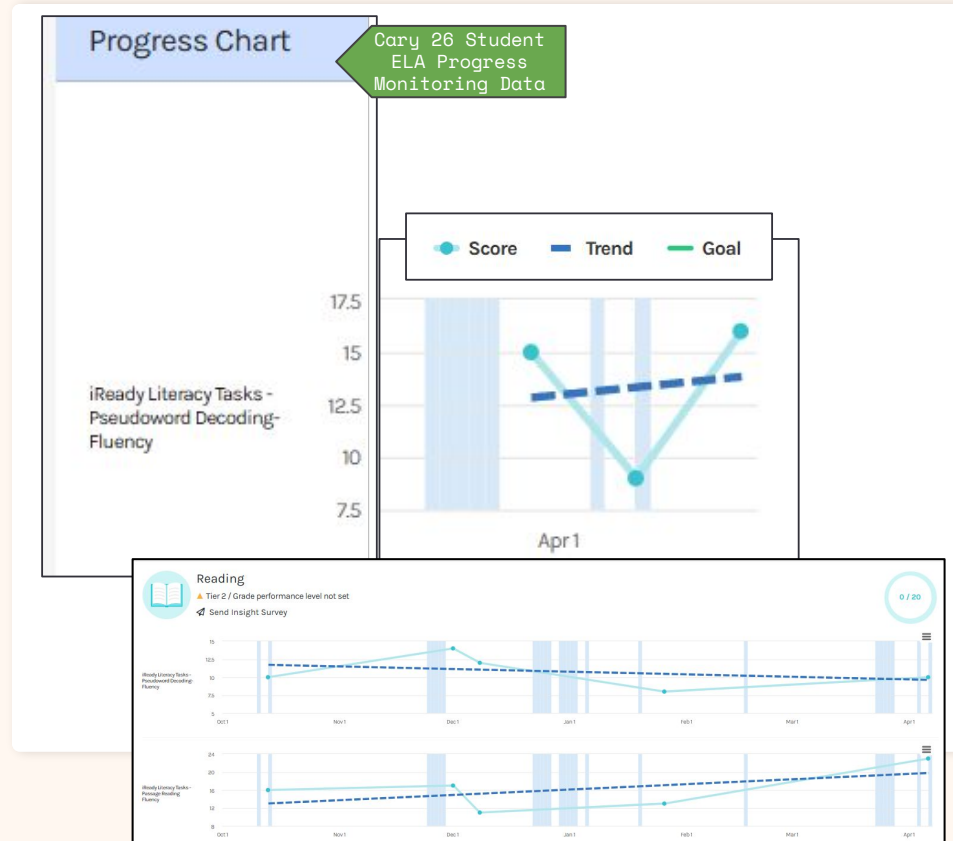 Progress Chart
Cary 26 Student
ELA Progress
Monitoring Data
Score
Trend
Goal
17.5
15
12.5
10
7.5
iReady Literacy Tasks -
Pseudoword Decoding-
Fluency
Apr 1
Reading
Tier 2 / Grade performance level not set
Send Insight Survey
0 / 20
15
12.5
10
7.5
5
iReady Literacy Tasks -
Pseudoword Decoding-
Fluency
Oct 1
Nov 1
Dec 1
Jan 1
Feb 1
Mar 1
Apr 1
24
20
16
12
8
iReady Literacy Tasks -
Passage Reading
Fluency
Oct 1
Nov 1
Dec 1
Jan 1
Feb 1
Mar 1
Apr 1